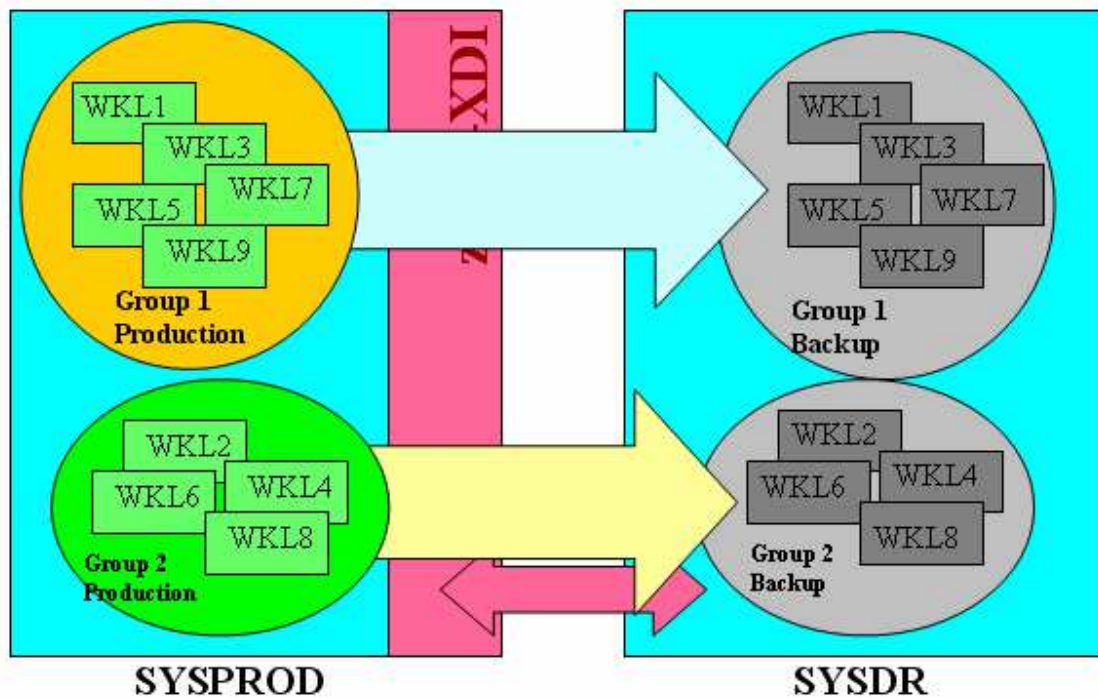 -XDI
z
WKL1
WKL3
WKL7
WKL5
WKL9
Group 1
Production
WKL2
WKL4
WKL6
WKL8
Group 2
Production
SYSPROD
WKL1
WKL3
WKL7
WKL5
WKL9
Group 1
Backup
WKL2
WKL4
WKL6
WKL8
Group 2
Backup
SYSDR